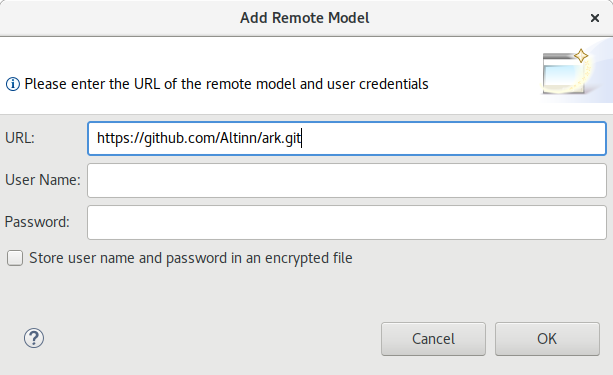 Add Remote Model
Please enter the URL of the remote model and user credentials
URL: https://github.com/Altinn/ark.git
User Name:
Password:
Store user name and password in an encrypted file
? Cancel OK